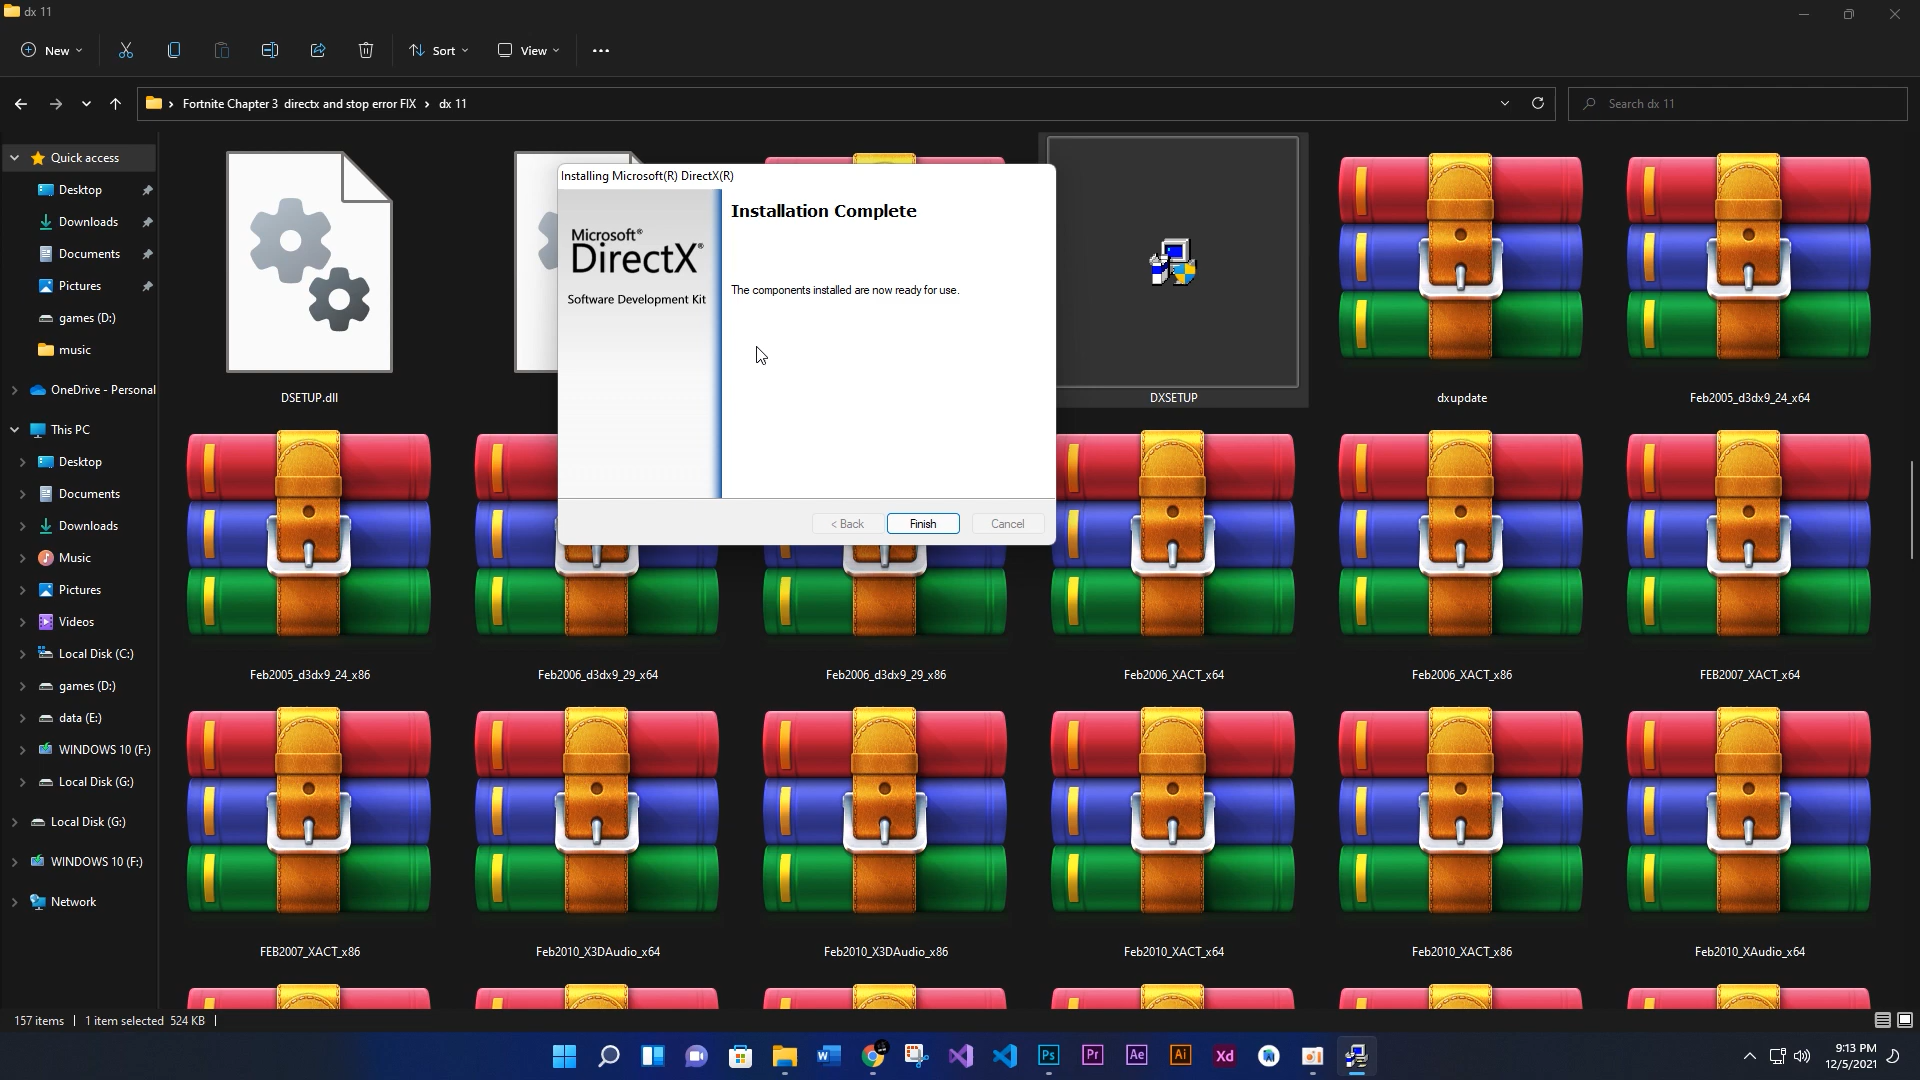 dx 11
New
Sort
View
Fortnite Chapter 3 directx and stop error FIX > dx 11
Search dx 11
Quick access
Desktop
Downloads
Documents
Pictures
games (D:)
music
OneDrive - Personal
This PC
Desktop
Documents
Downloads
Music
Pictures
Videos
Local Disk (C:)
games (D:)
data (E:)
WINDOWS 10 (F:)
Local Disk (G:)
Local Disk (G:)
WINDOWS 10 (F:)
Network
Installing Microsoft(R) DirectX(R)
Microsoft®
DirectX®
Software Development Kit
Installation Complete
The components installed are now ready for use.
< Back
Finish
Cancel
DSETUP.dll
DXSETUP
dxupdate
Feb2005_d3dx9_24_x64
Feb2005_d3dx9_24_x86
Feb2006_d3dx9_29_x64
Feb2006_d3dx9_29_x86
Feb2006_XACT_x64
Feb2006_XACT_x86
FEB2007_XACT_x64
FEB2007_XACT_x86
Feb2010_X3DAudio_x64
Feb2010_X3DAudio_x86
Feb2010_XACT_x64
Feb2010_XACT_x86
Feb2010_XAudio_x64
157 items
1 item selected 524 KB
W
Ps
Pr
Ae
Ai
Xd
9:13 PM
12/5/2021